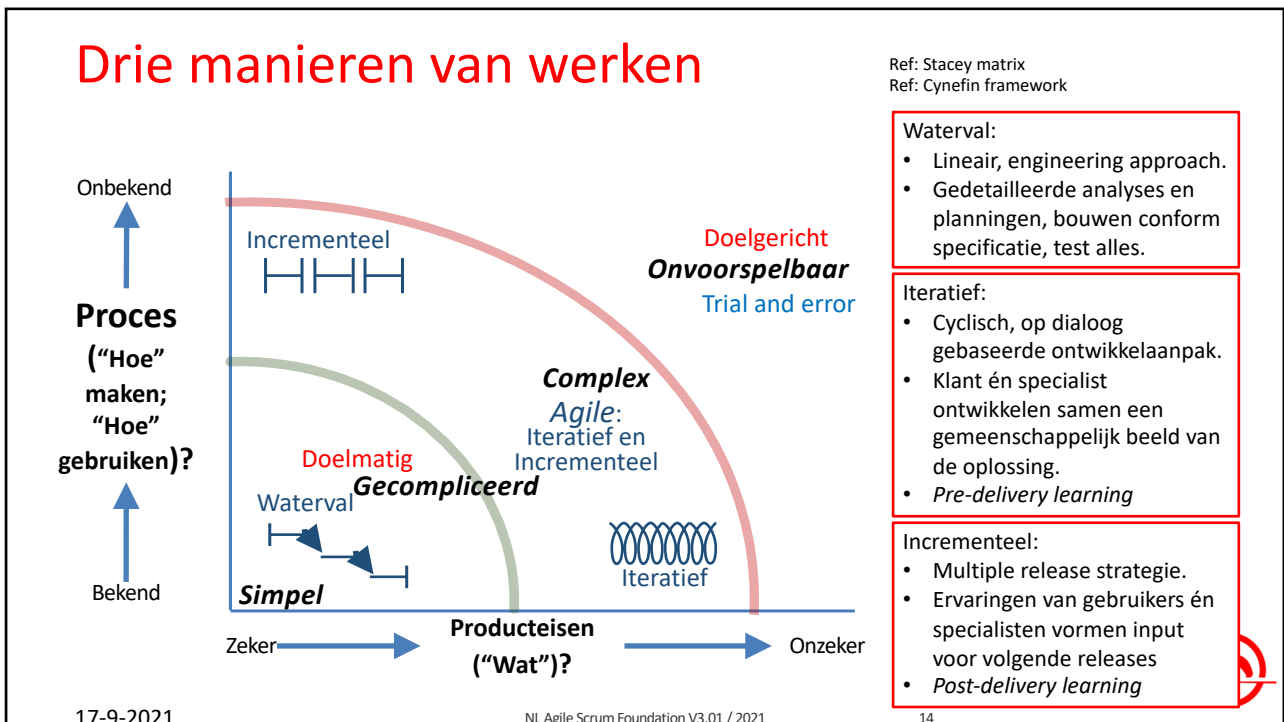 Drie manieren van werken
Ref: Stacey matrix
Ref: Cynefin framework
Onbekend
Proces
(“Hoe”
maken;
“Hoe”
gebruiken)?
Bekend
Incrementeel
Doelgericht
Onvoorspelbaar
Trial and error
Complex
Agile:
Iteratief en
Incrementeel
Doelmatig
Gecompliceerd
Waterval
Iteratief
Simpel
Zeker
Producteisen
(“Wat”)?
Onzeker
Waterval:
• Lineair, engineering approach.
• Gedetailleerde analyses en
planningen, bouwen conform
specificatie, test alles.
Iteratief:
• Cyclisch, op dialoog
gebaseerde ontwikkelaanpak.
• Klant én specialist
ontwikkelen samen een
gemeenschappelijk beeld van
de oplossing.
• Pre-delivery learning
Incrementeel:
• Multiple release strategie.
• Ervaringen van gebruikers én
specialisten vormen input
voor volgende releases
• Post-delivery learning
17-9-2021
NL Agile Scrum Foundation V3.01 / 2021
14